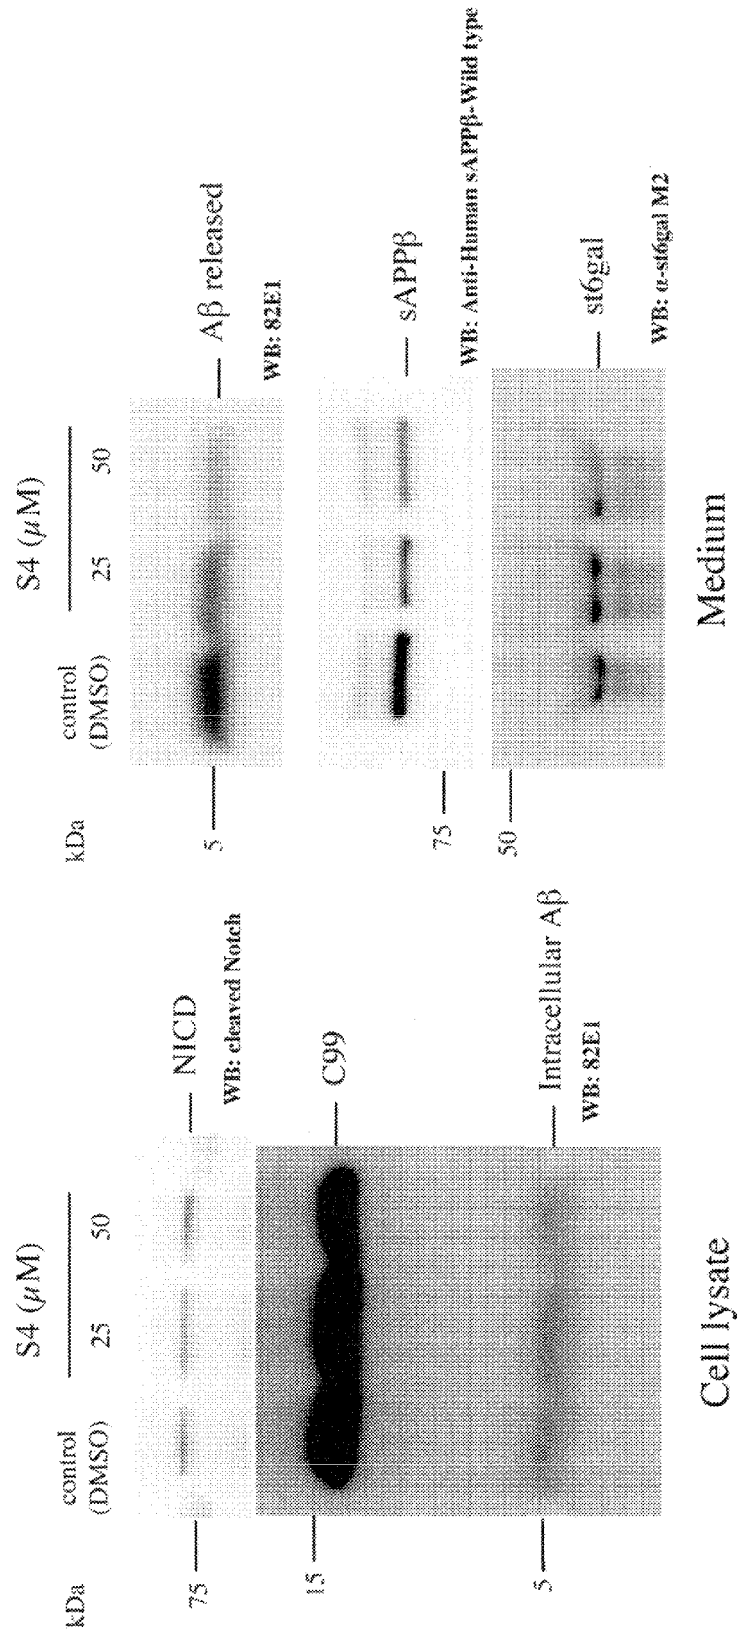 kDa
control
(DMSO)
S4 (μM)
25
50
75
NICD
WB: cleaved Notch
15
C99
5
Intracellular Aβ
WB: 82E1
Cell lysate
kDa
control
(DMSO)
S4 (μM)
25
50
5
Aβ released
WB: 82E1
sAPPβ
75
WB: Anti-Human sAPPβ-Wild type
50
st6gal
WB: α-st6gal M2
Medium